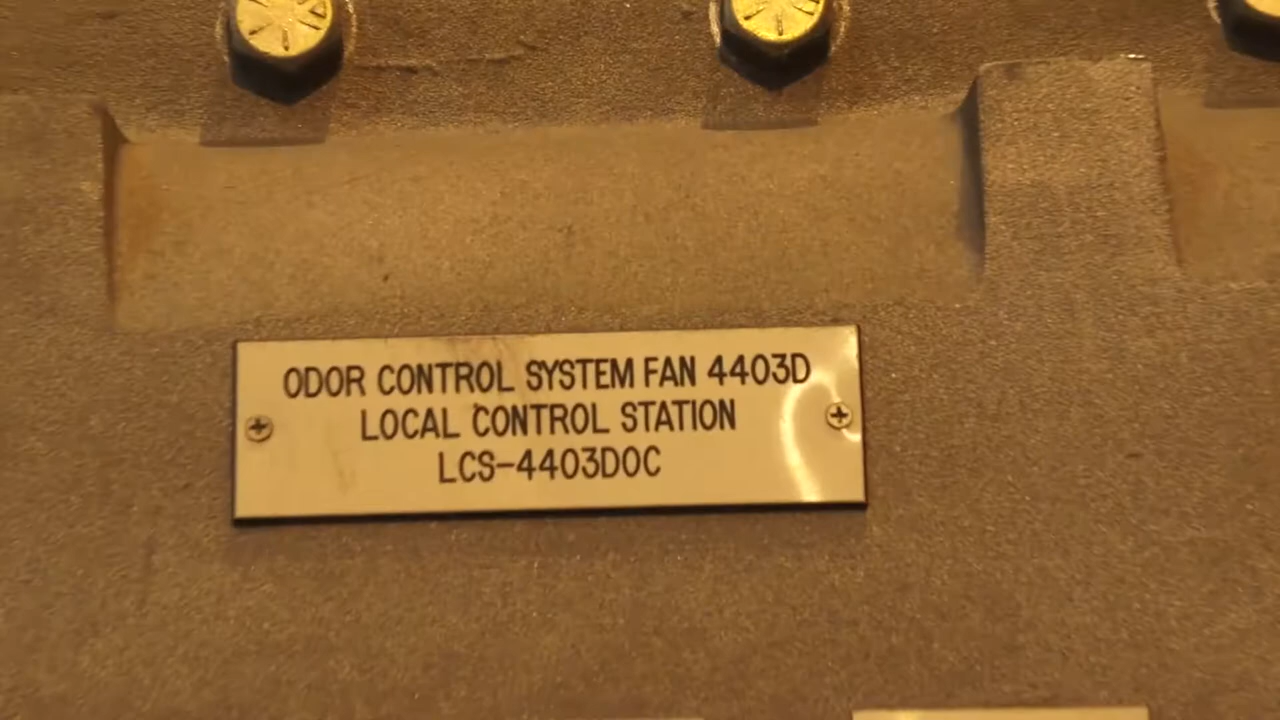 ODOR CONTROL SYSTEM FAN 4403D
LOCAL CONTROL STATION
LCS-4403DOC